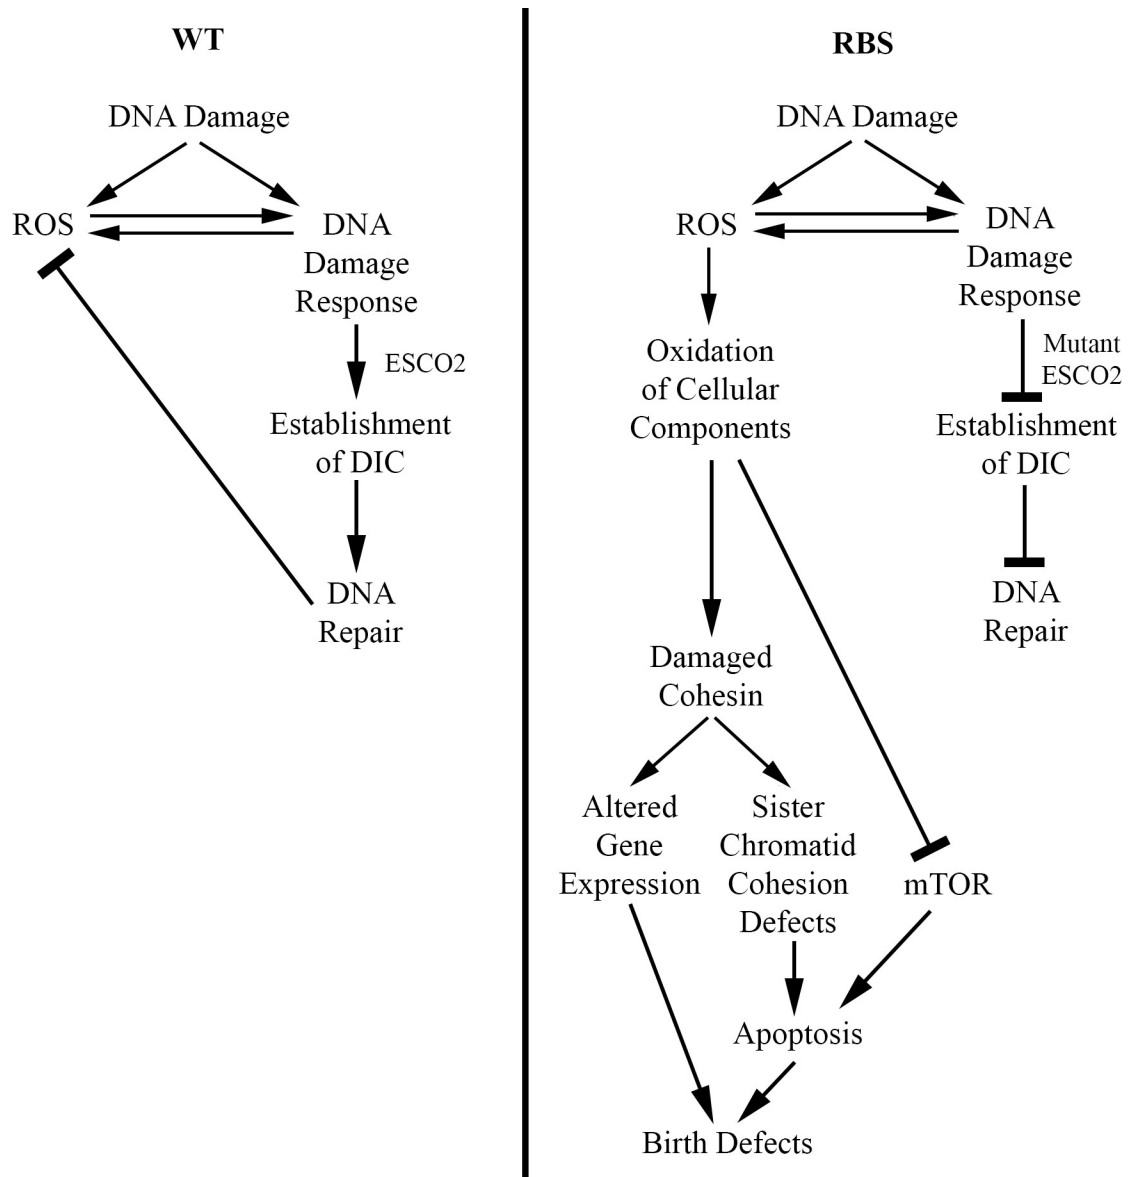 WT
DNA Damage
ROS
DNA
Damage
Response
ESCO2
Establishment
of DIC
DNA
Repair
RBS
DNA Damage
ROS
DNA
Damage
Response
Oxidation
of Cellular
Components
Mutant
ESCO2
Establishment
of DIC
DNA
Repair
Damaged
Cohesin
Altered
Gene
Expression
Sister
Chromatid
Cohesion
Defects
mTOR
Apoptosis
Birth Defects